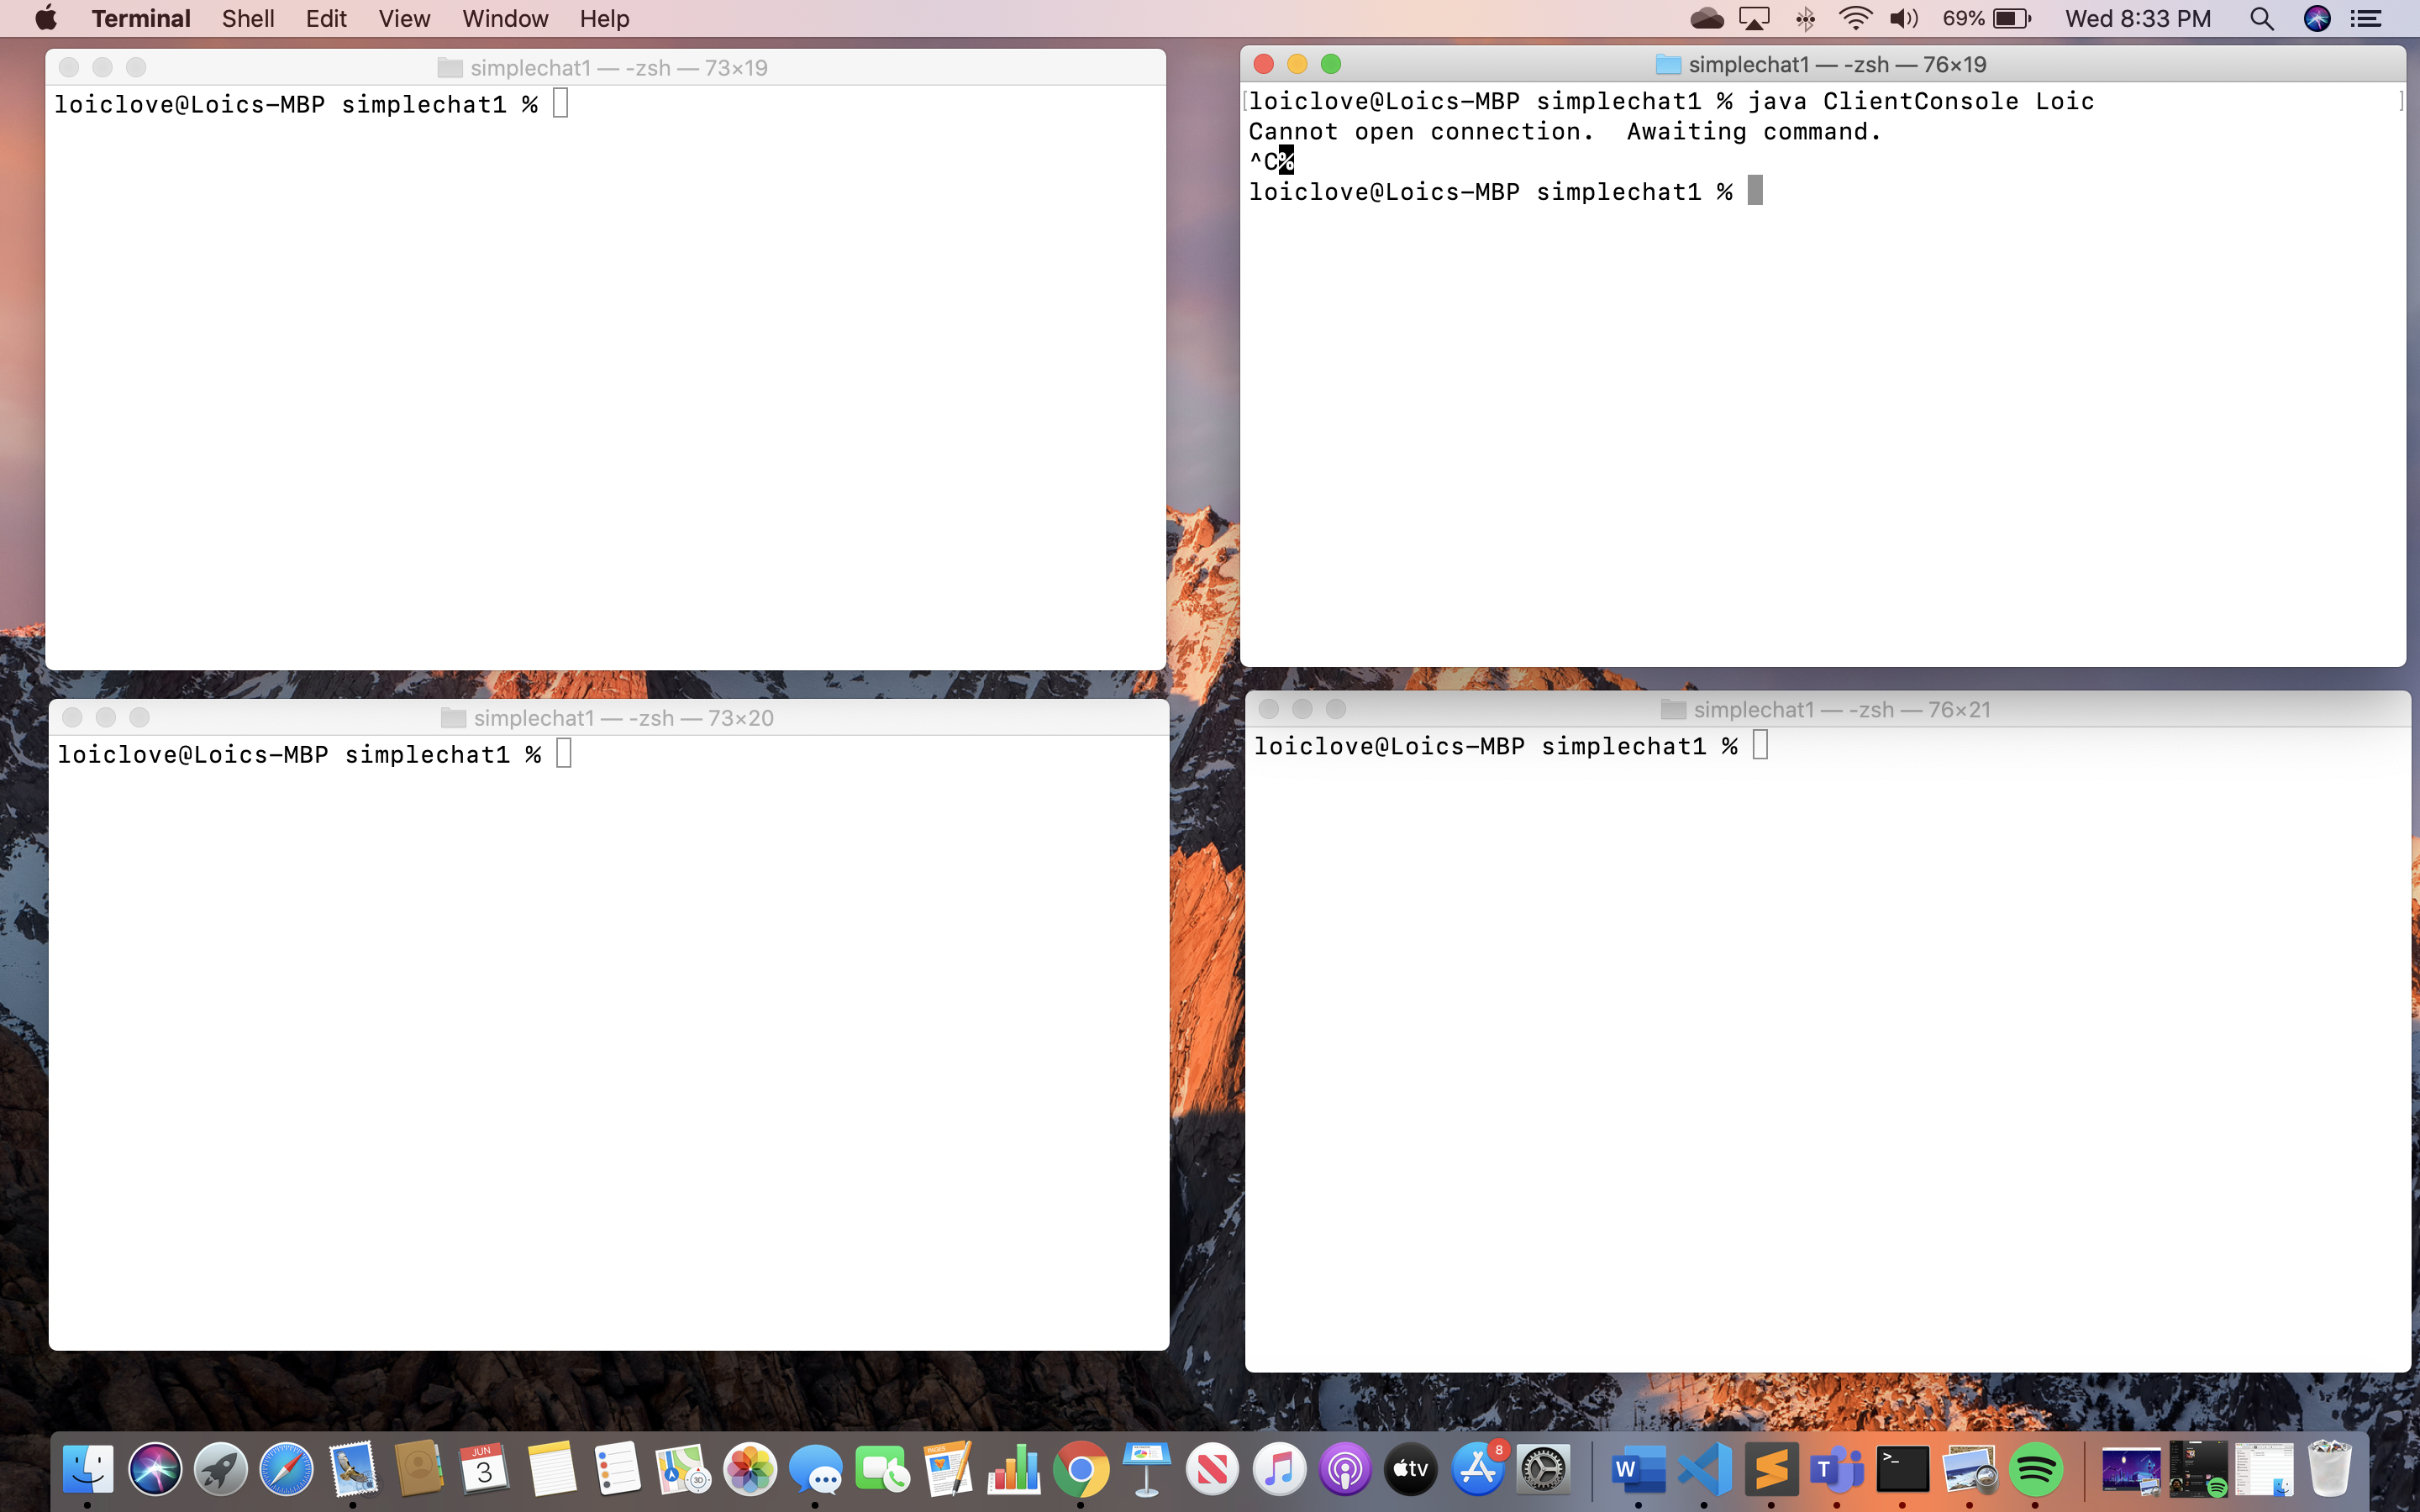 Terminal Shell Edit View Window Help 69% Wed 8:33 PM
simplechat1 — -zsh — 73×19
loiclove@Loics-MBP simplechat1 %
simplechat1 — -zsh — 76×19
[loiclove@Loics-MBP simplechat1 % java ClientConsole Loic ]
Cannot open connection.  Awaiting command.
^C%
loiclove@Loics-MBP simplechat1 %
simplechat1 — -zsh — 73×20
loiclove@Loics-MBP simplechat1 %
simplechat1 — -zsh — 76×21
loiclove@Loics-MBP simplechat1 %
JUN
3
PAGES
3D
tv
8
W
T
>_